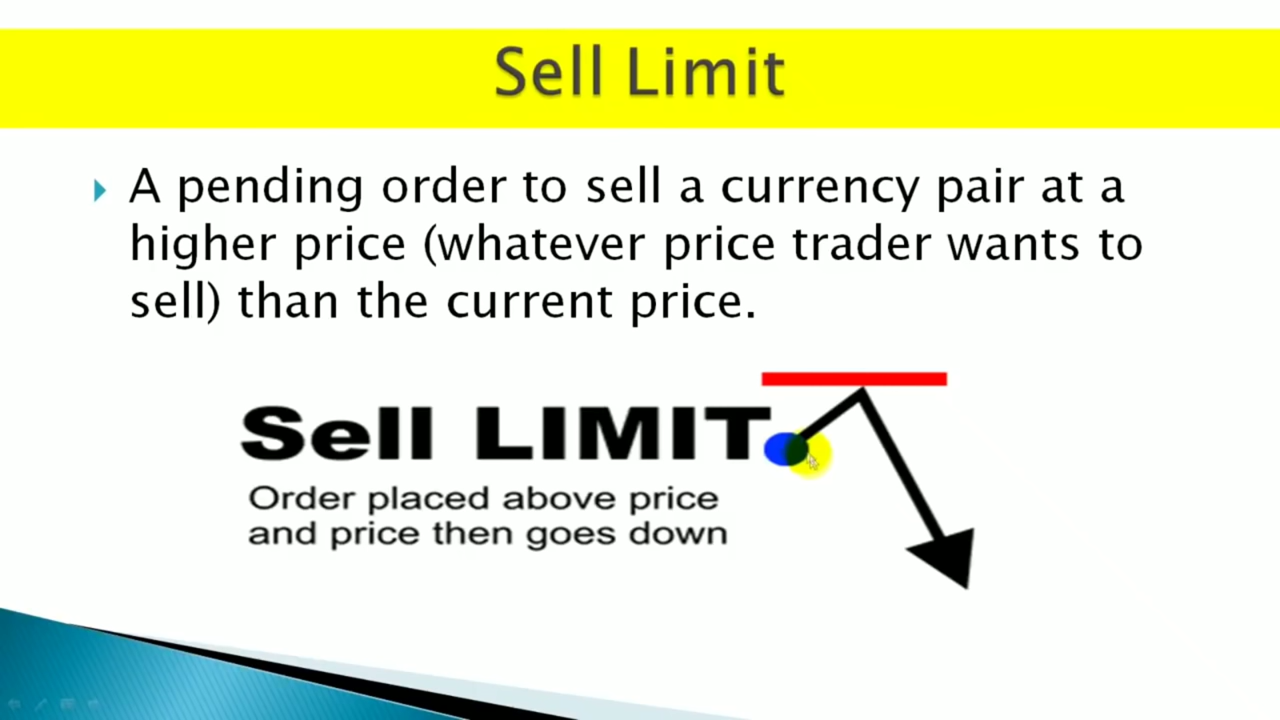 Sell Limit
A pending order to sell a currency pair at a
higher price (whatever price trader wants to
sell) than the current price.
Sell LIMIT
Order placed above price
and price then goes down